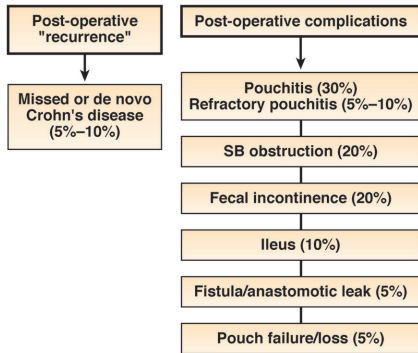 Post-operative
"recurrence"
Missed or de novo
Crohn's disease
(5%–10%)
Post-operative complications
Pouchitis (30%)
Refractory pouchitis (5%–10%)
SB obstruction (20%)
Fecal incontinence (20%)
Ileus (10%)
Fistula/anastomotic leak (5%)
Pouch failure/loss (5%)